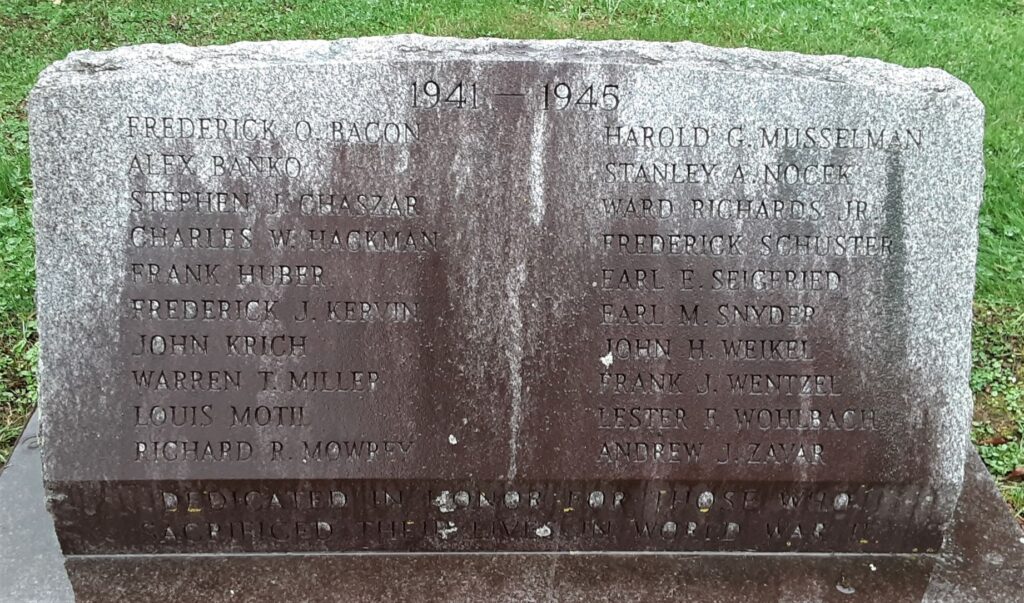 1941 — 1945
FREDERICK O. BACON
ALEX BANKO
STEPHEN J. CHASZAR
CHARLES W. HACKMAN
FRANK HUBER
FREDERICK J. KERVIN
JOHN KRICH
WARREN T. MILLER
LOUIS MOTIL
RICHARD R. MOWREY
HAROLD G. MUSSELMAN
STANLEY A. NOCEK
WARD RICHARDS JR.
FREDERICK SCHUSTER
EARL E. SEIGFRIED
EARL M. SNYDER
JOHN H. WEIKEL
FRANK J. WENTZEL
LESTER F. WOHLBACH
ANDREW J. ZAVAR
DEDICATED IN HONOR FOR THOSE WHO
SACRIFICED THEIR LIVES IN WORLD WAR II